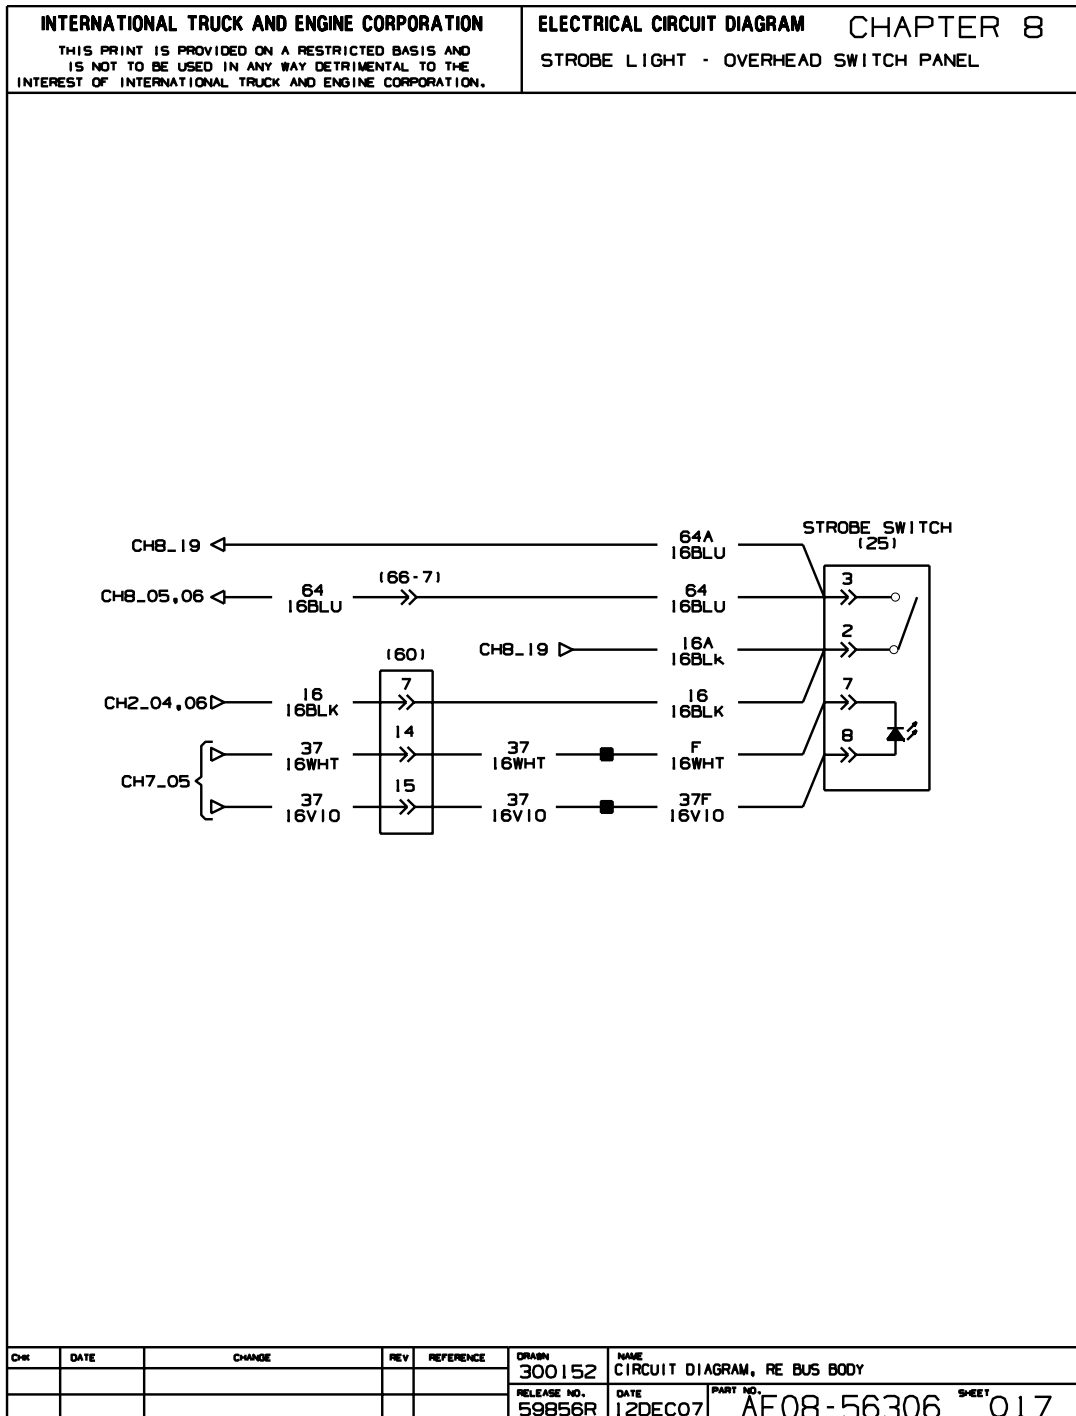 INTERNATIONAL TRUCK AND ENGINE CORPORATION
THIS PRINT IS PROVIDED ON A RESTRICTED BASIS AND
IS NOT TO BE USED IN ANY WAY DETRIMENTAL TO THE
INTEREST OF INTERNATIONAL TRUCK AND ENGINE CORPORATION.
ELECTRICAL CIRCUIT DIAGRAM CHAPTER 8
STROBE LIGHT - OVERHEAD SWITCH PANEL
STROBE SWITCH
(25)
CH8_19
64A
16BLU
3
CH8_05,06
64
16BLU
(66-7)
64
16BLU
2
CH8_19
16A
16BLK
(60)
CH2_04,06
16
16BLK
7
16
16BLK
7
CH7_05
37
16WHT
14
37
16WHT
F
16WHT
8
37
16VIO
15
37
16VIO
37F
16VIO
CHK DATE CHANGE REV REFERENCE
DRAWN
300152
NAME
CIRCUIT DIAGRAM, RE BUS BODY
RELEASE NO.
59856R
DATE
12DEC07
PART NO.
AE08-56306
SHEET
017